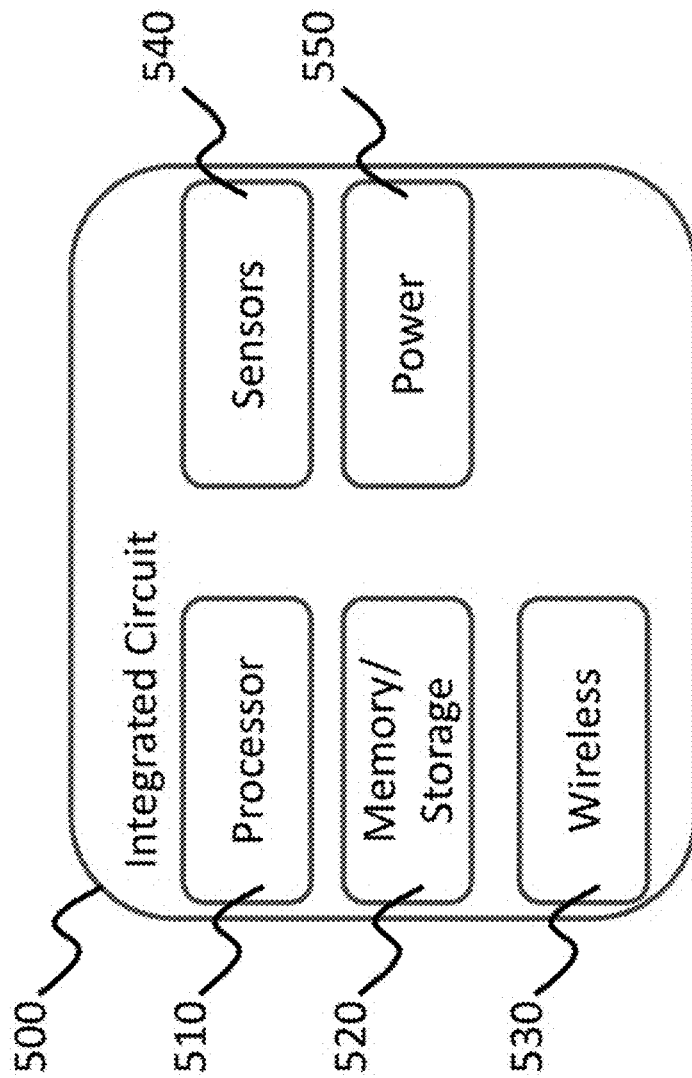 500
Integrated Circuit
510
Processor
Sensors
540
520
Memory/
Storage
Power
550
530
Wireless